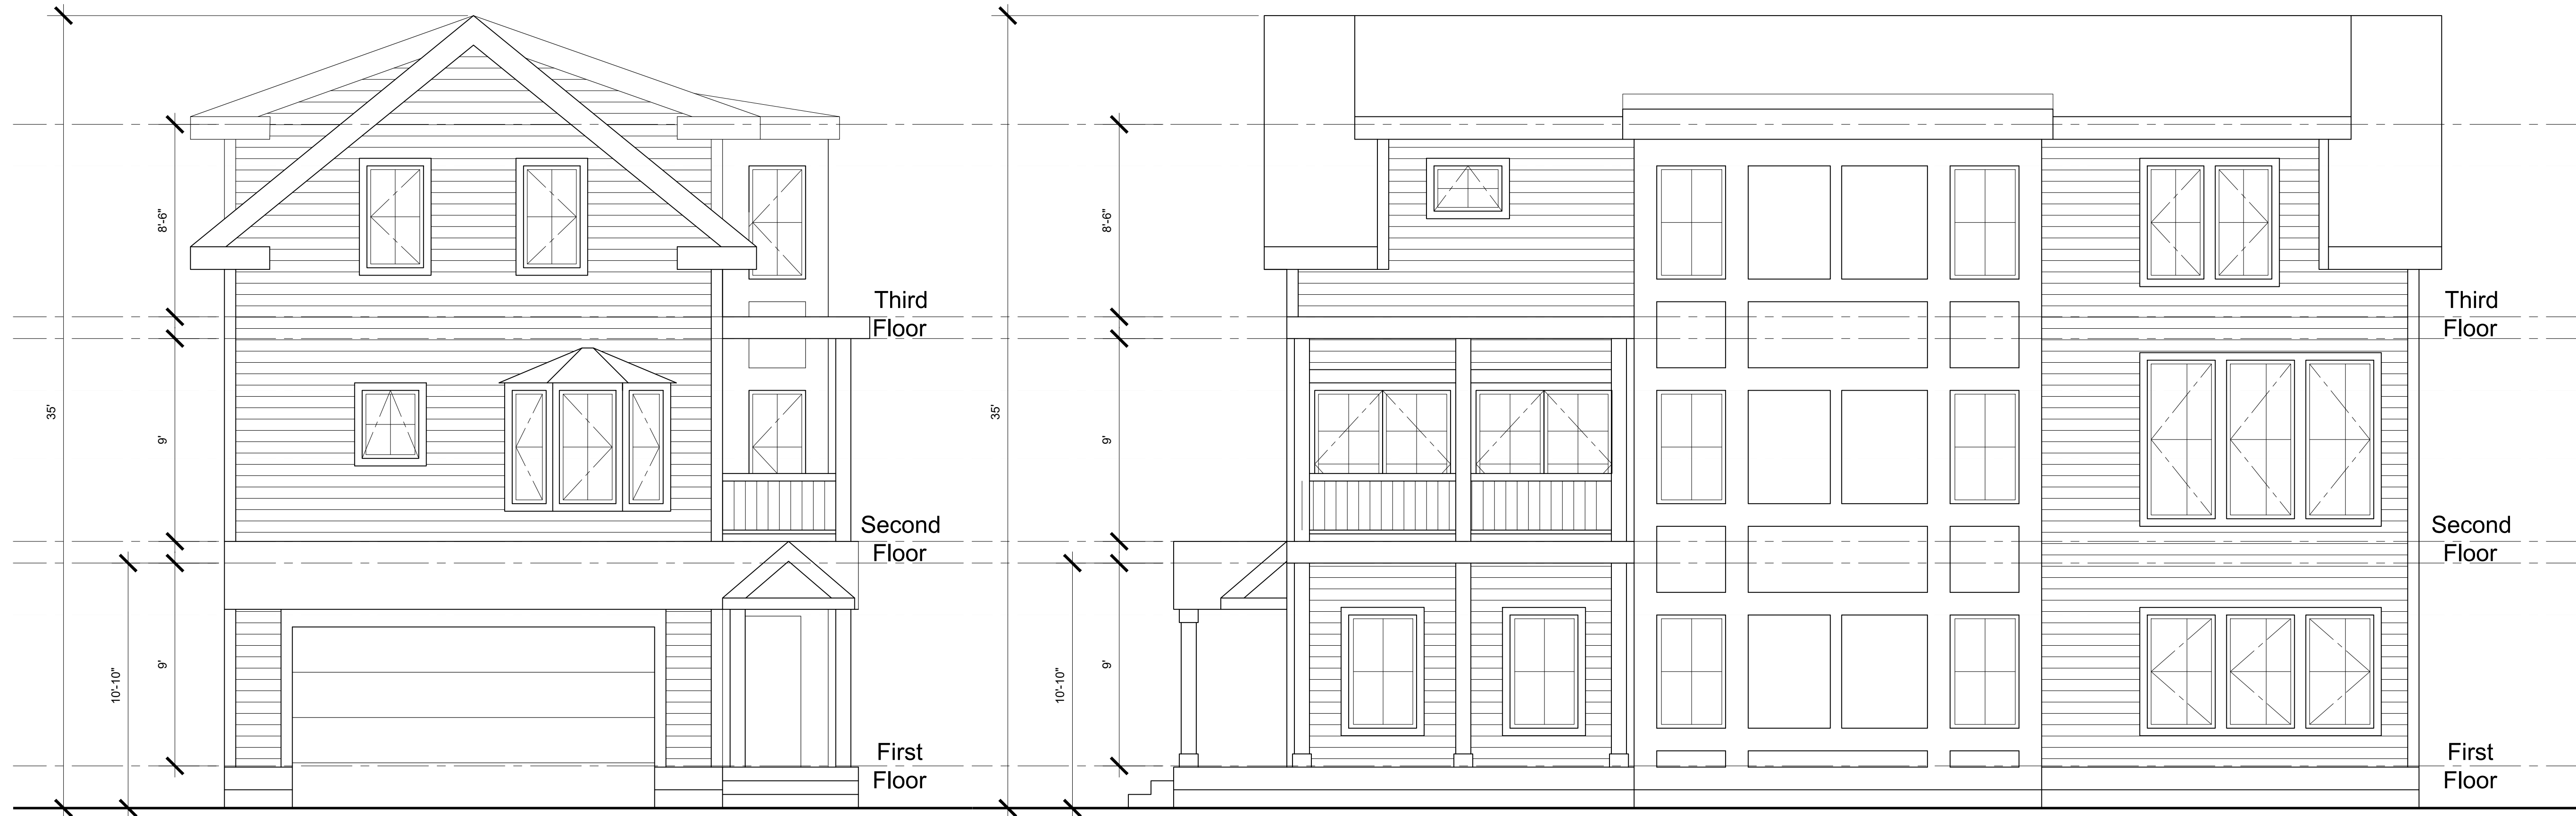 35'
8'-6"
9'
10'-10"
9'
Third
Floor
Second
Floor
First
Floor
35'
8'-6"
9'
10'-10"
9'
Third
Floor
Second
Floor
First
Floor